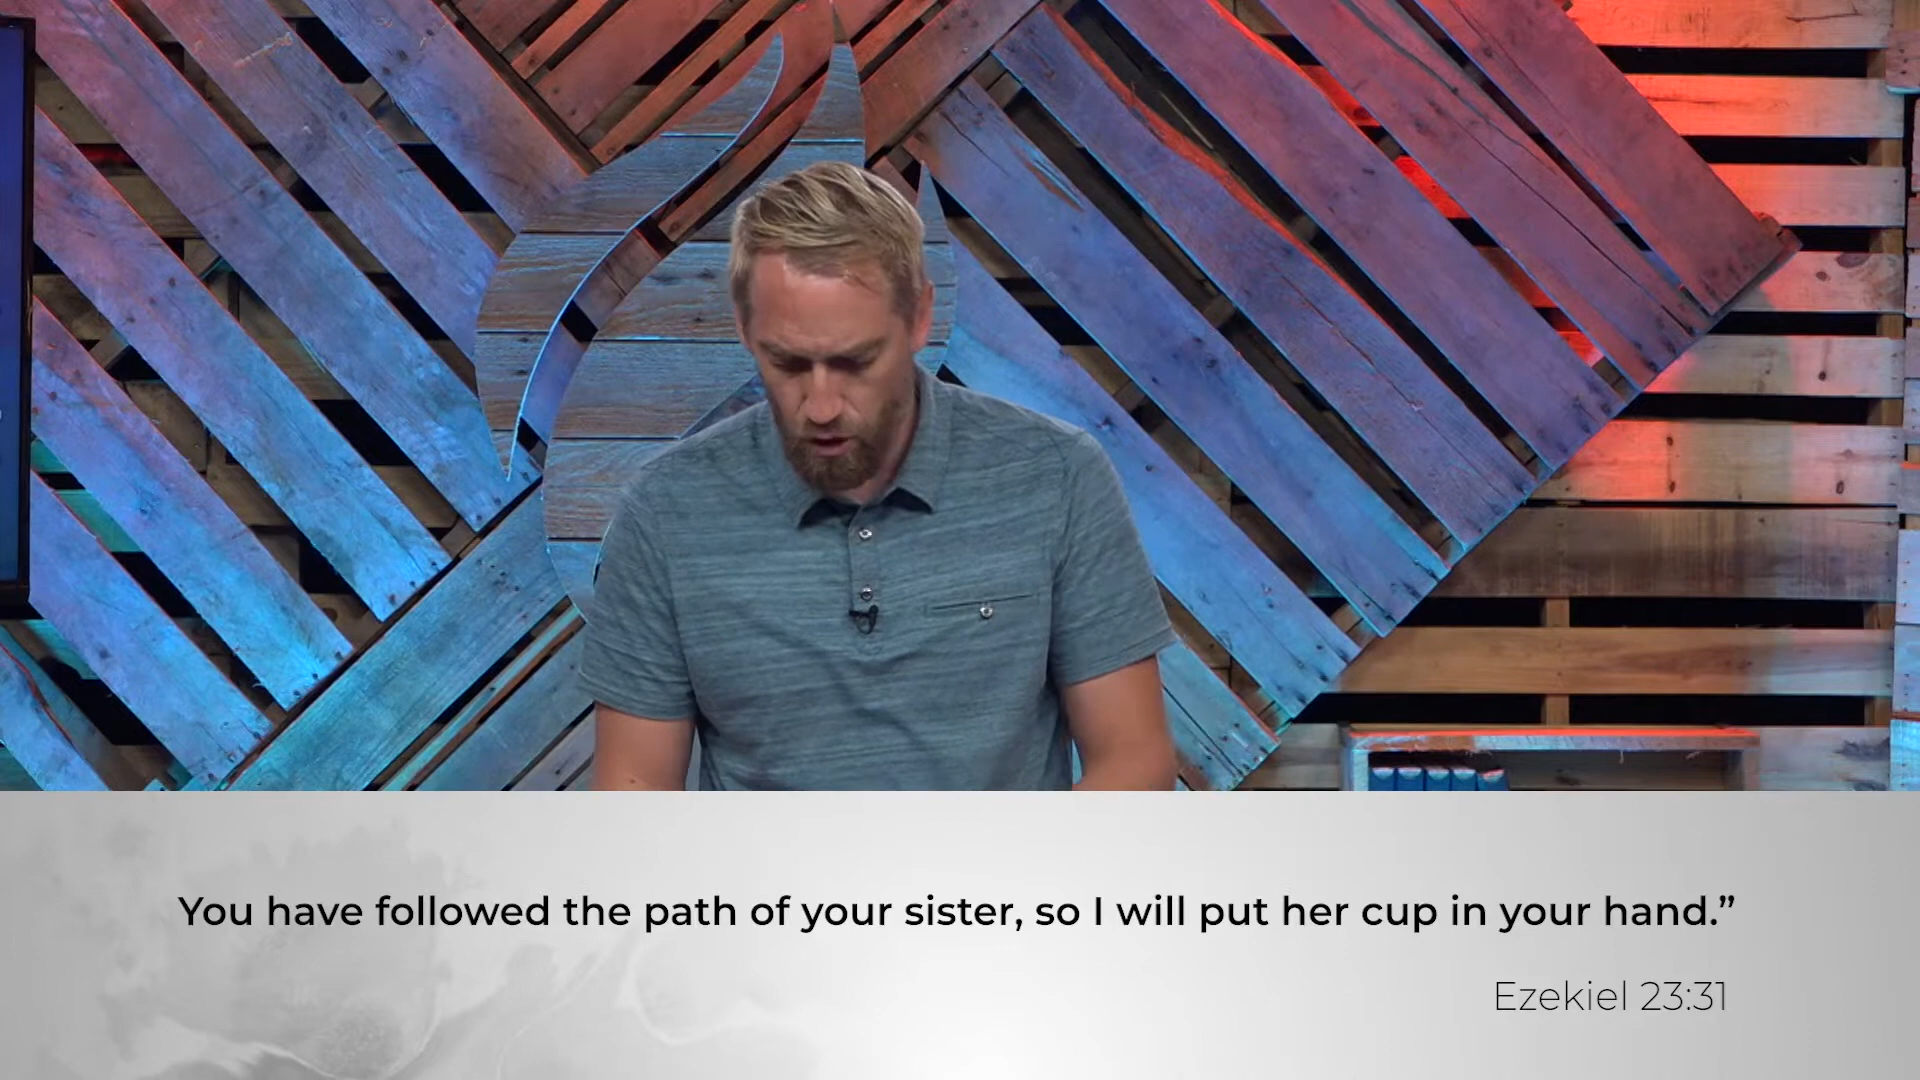 You have followed the path of your sister, so I will put her cup in your hand.”
Ezekiel 23:31